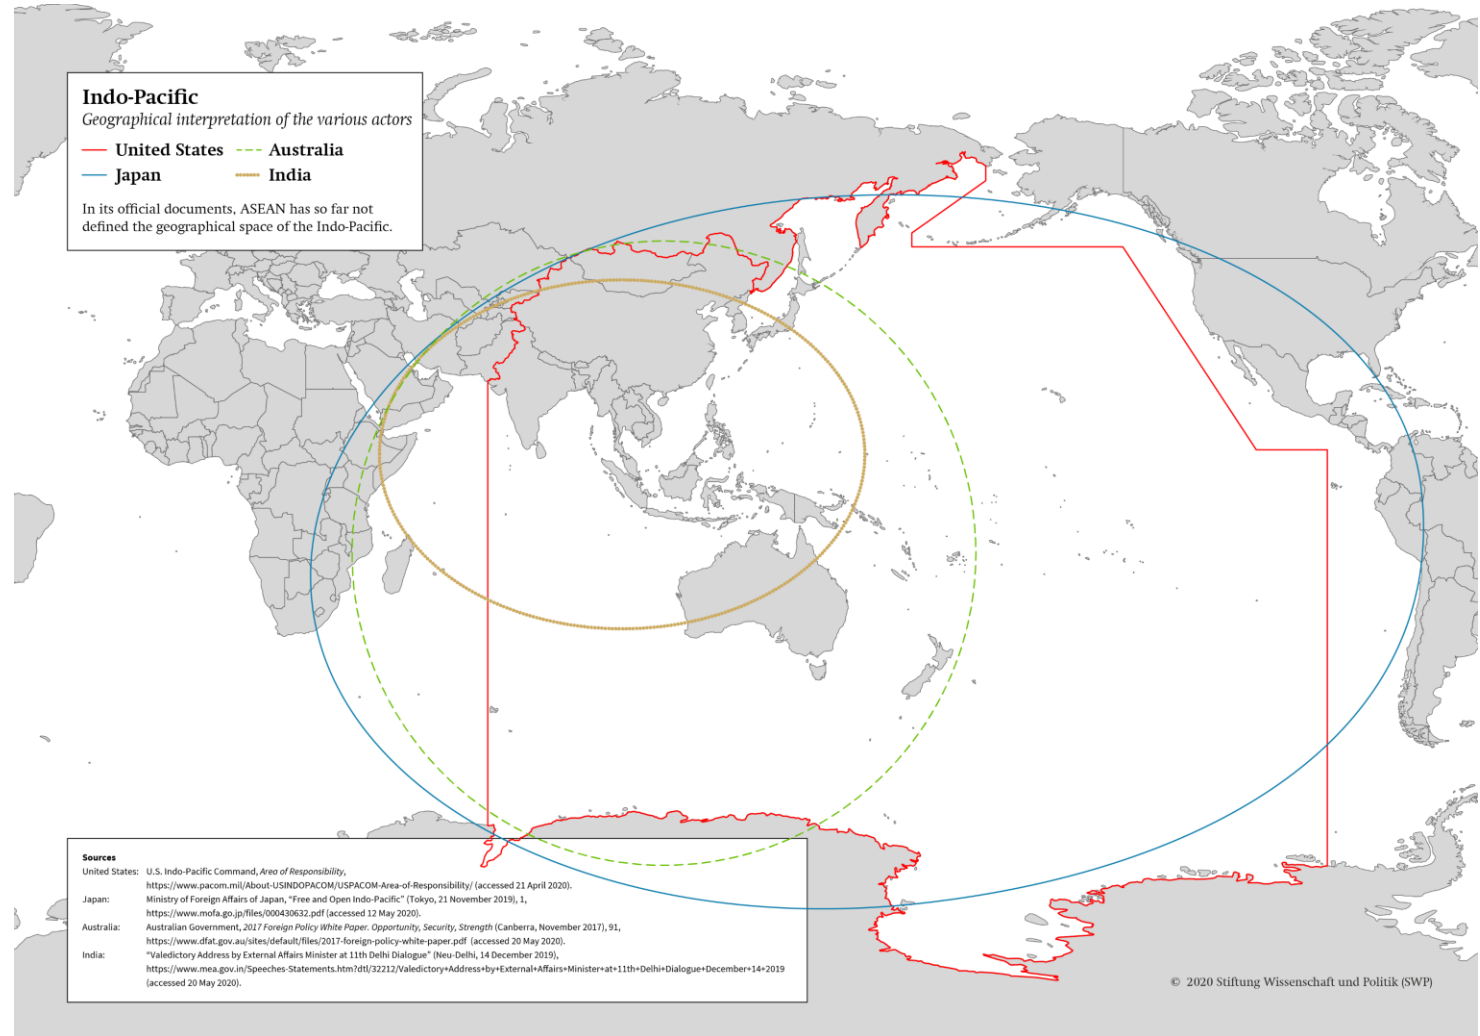 Indo-Pacific
Geographical interpretation of the various actors
United States
Australia
Japan
India
In its official documents, ASEAN has so far not
defined the geographical space of the Indo-Pacific.
Sources
United States: U.S. Indo-Pacific Command, Area of Responsibility,
https://www.pacom.mil/About-USINDOPACOM/USPACOM-Area-of-Responsibility/ (accessed 21 April 2020).
Japan: Ministry of Foreign Affairs of Japan, “Free and Open Indo-Pacific” (Tokyo, 21 November 2019), 1,
https://www.mofa.go.jp/files/000430632.pdf (accessed 12 May 2020).
Australia: Australian Government, 2017 Foreign Policy White Paper. Opportunity, Security, Strength (Canberra, November 2017), 91,
https://www.dfat.gov.au/sites/default/files/2017-foreign-policy-white-paper.pdf (accessed 20 May 2020).
India: “Valedictory Address by External Affairs Minister at 11th Delhi Dialogue” (Neu-Delhi, 14 December 2019),
https://www.mea.gov.in/Speeches-Statements.htm?dtl/32212/Valedictory+Address+by+External+Affairs+Minister+at+11th+Delhi+Dialogue+December+14+2019
(accessed 20 May 2020).
© 2020 Stiftung Wissenschaft und Politik (SWP)